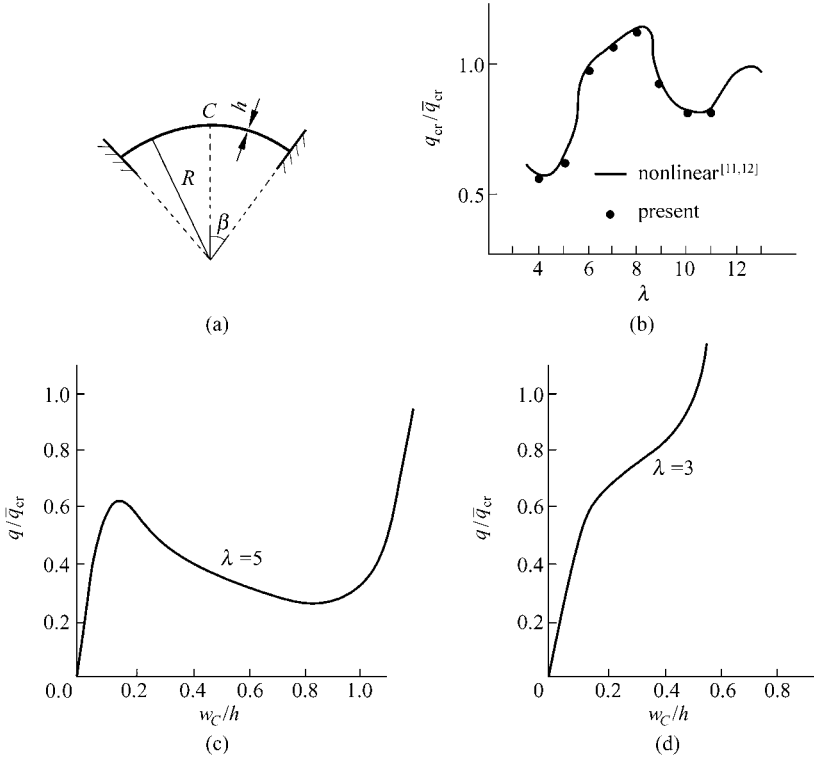 C
h
R
β
(a)
q_cr/q̄_cr
1.0
0.5
nonlinear[11,12]
present
4 6 8 10 12
λ
(b)
q/q̄_cr
1.0
0.8
0.6
0.4
0.2
0.0 0.2 0.4 0.6 0.8 1.0
λ=5
w_C/h
(c)
q/q̄_cr
1.0
0.8
0.6
0.4
0.2
0 0.2 0.4 0.6 0.8
λ=3
w_C/h
(d)